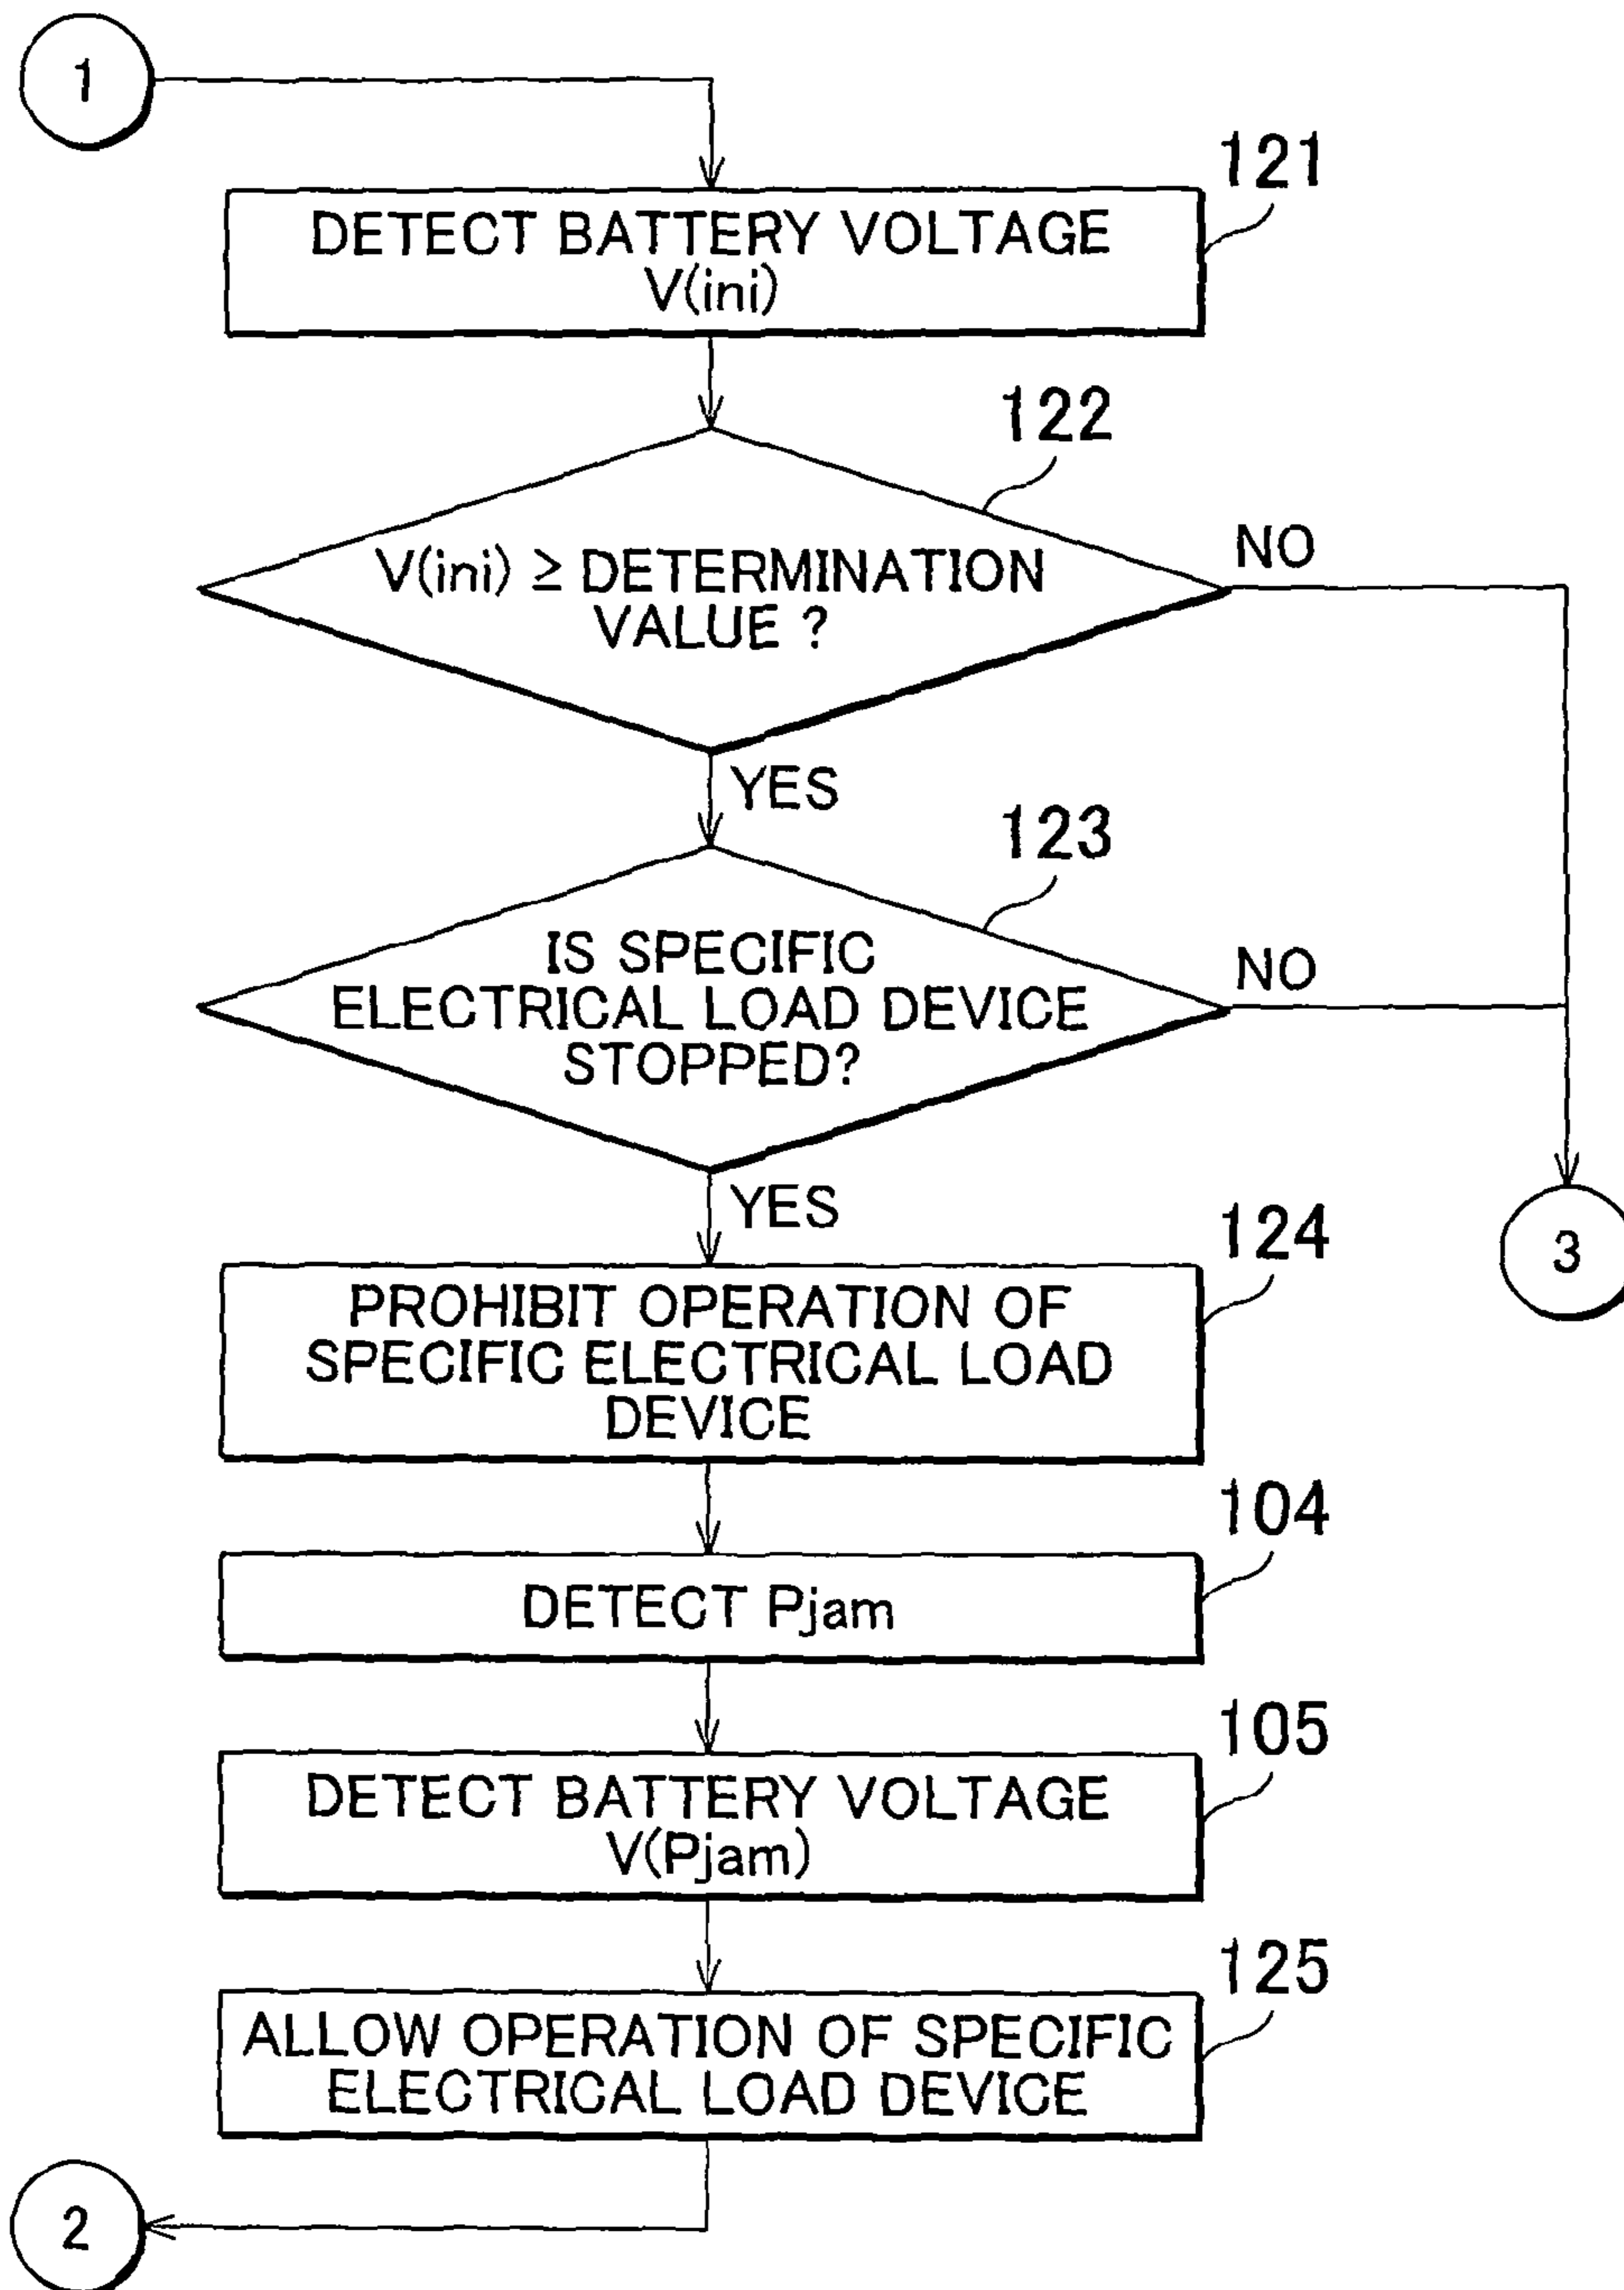 1
121
DETECT BATTERY VOLTAGE
V(ini)
122
V(ini) ≥ DETERMINATION
VALUE ?
NO
YES
123
IS SPECIFIC
ELECTRICAL LOAD DEVICE
STOPPED?
NO
YES
3
124
PROHIBIT OPERATION OF
SPECIFIC ELECTRICAL LOAD
DEVICE
104
DETECT Pjam
105
DETECT BATTERY VOLTAGE
V(Pjam)
125
ALLOW OPERATION OF SPECIFIC
ELECTRICAL LOAD DEVICE
2